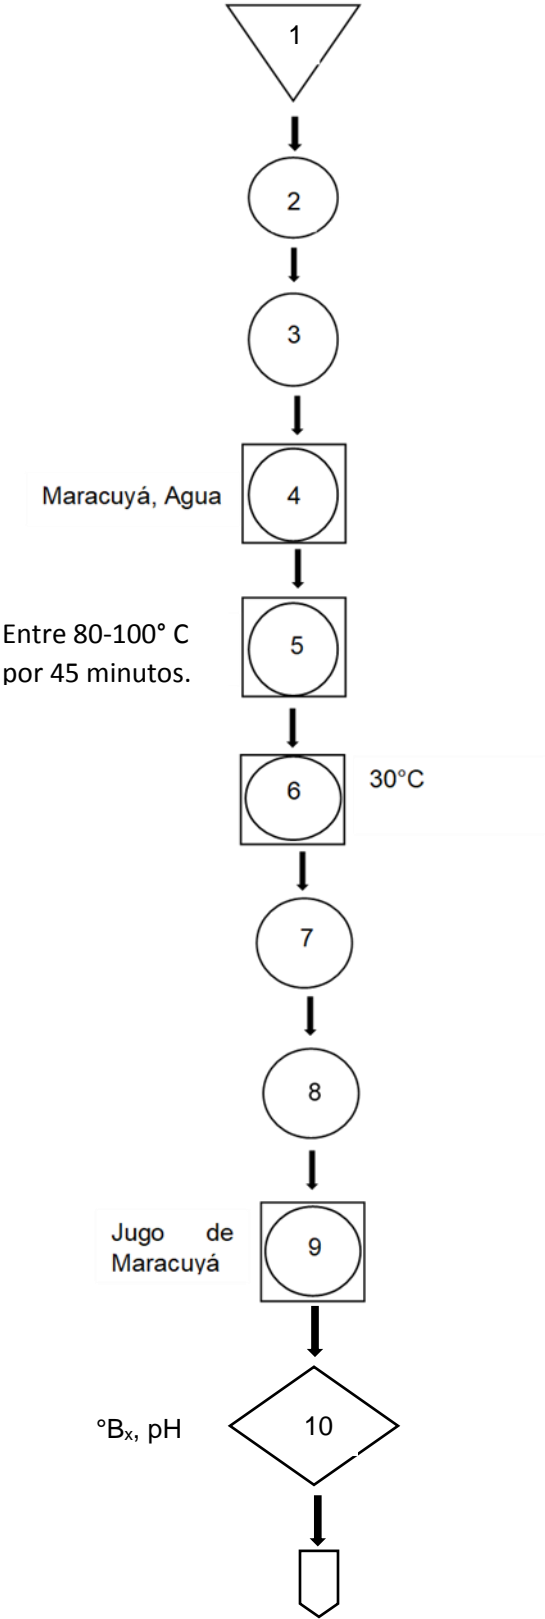 1
2
3
Maracuyá, Agua
4
Entre 80-100° C
por 45 minutos.
5
6
30°C
7
8
Jugo de
Maracuyá
9
°Bₓ, pH
10